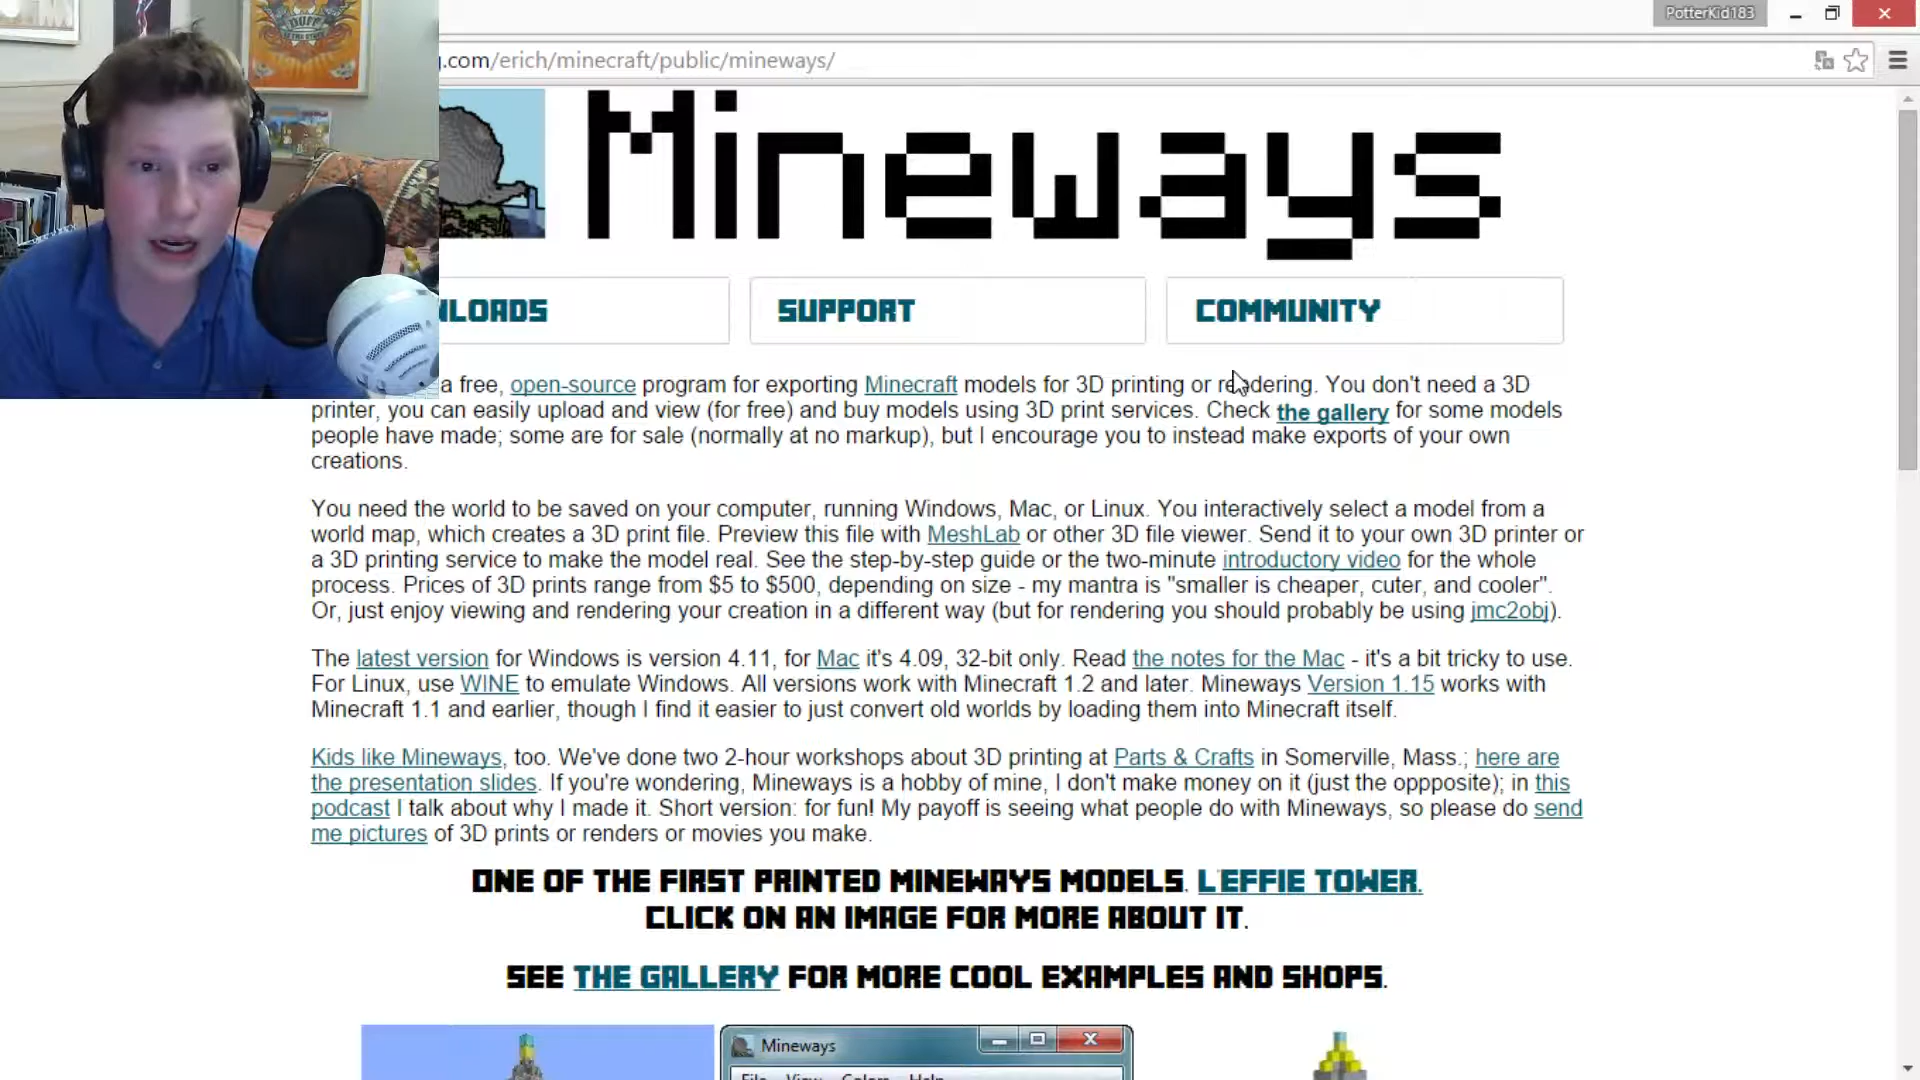 PotterKid183
.com/erich/minecraft/public/mineways/
Mineways
NLOADS
SUPPORT
COMMUNITY
a free, open-source program for exporting Minecraft models for 3D printing or rendering. You don't need a 3D
printer, you can easily upload and view (for free) and buy models using 3D print services. Check the gallery for some models
people have made; some are for sale (normally at no markup), but I encourage you to instead make exports of your own
creations.
You need the world to be saved on your computer, running Windows, Mac, or Linux. You interactively select a model from a
world map, which creates a 3D print file. Preview this file with MeshLab or other 3D file viewer. Send it to your own 3D printer or
a 3D printing service to make the model real. See the step-by-step guide or the two-minute introductory video for the whole
process. Prices of 3D prints range from $5 to $500, depending on size - my mantra is "smaller is cheaper, cuter, and cooler".
Or, just enjoy viewing and rendering your creation in a different way (but for rendering you should probably be using jmc2obj).
The latest version for Windows is version 4.11, for Mac it's 4.09, 32-bit only. Read the notes for the Mac - it's a bit tricky to use.
For Linux, use WINE to emulate Windows. All versions work with Minecraft 1.2 and later. Mineways Version 1.15 works with
Minecraft 1.1 and earlier, though I find it easier to just convert old worlds by loading them into Minecraft itself.
Kids like Mineways, too. We've done two 2-hour workshops about 3D printing at Parts & Crafts in Somerville, Mass.; here are
the presentation slides. If you're wondering, Mineways is a hobby of mine, I don't make money on it (just the oppposite); in this
podcast I talk about why I made it. Short version: for fun! My payoff is seeing what people do with Mineways, so please do send
me pictures of 3D prints or renders or movies you make.
ONE OF THE FIRST PRINTED MINEWAYS MODELS. L'EFFIE TOWER.
CLICK ON AN IMAGE FOR MORE ABOUT IT.
SEE THE GALLERY FOR MORE COOL EXAMPLES AND SHOPS.
Mineways
File View Colors Help